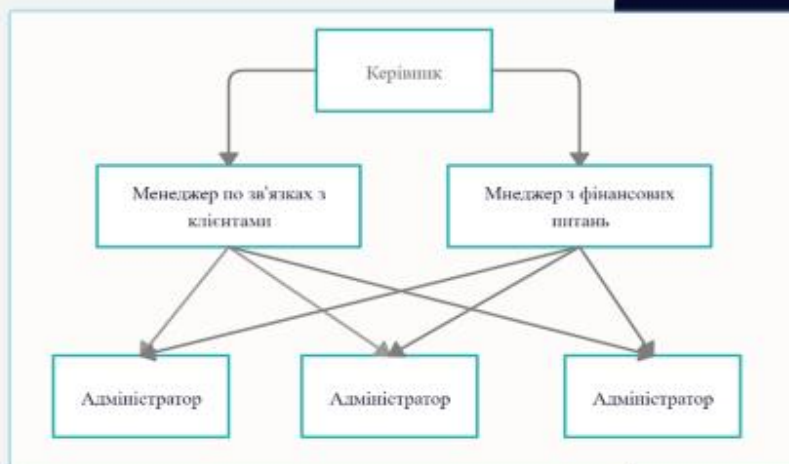 Керівник
Менеджер по зв'язках з
клієнтами
Мнеджер з фінансових
питань
Адміністратор
Адміністратор
Адміністратор